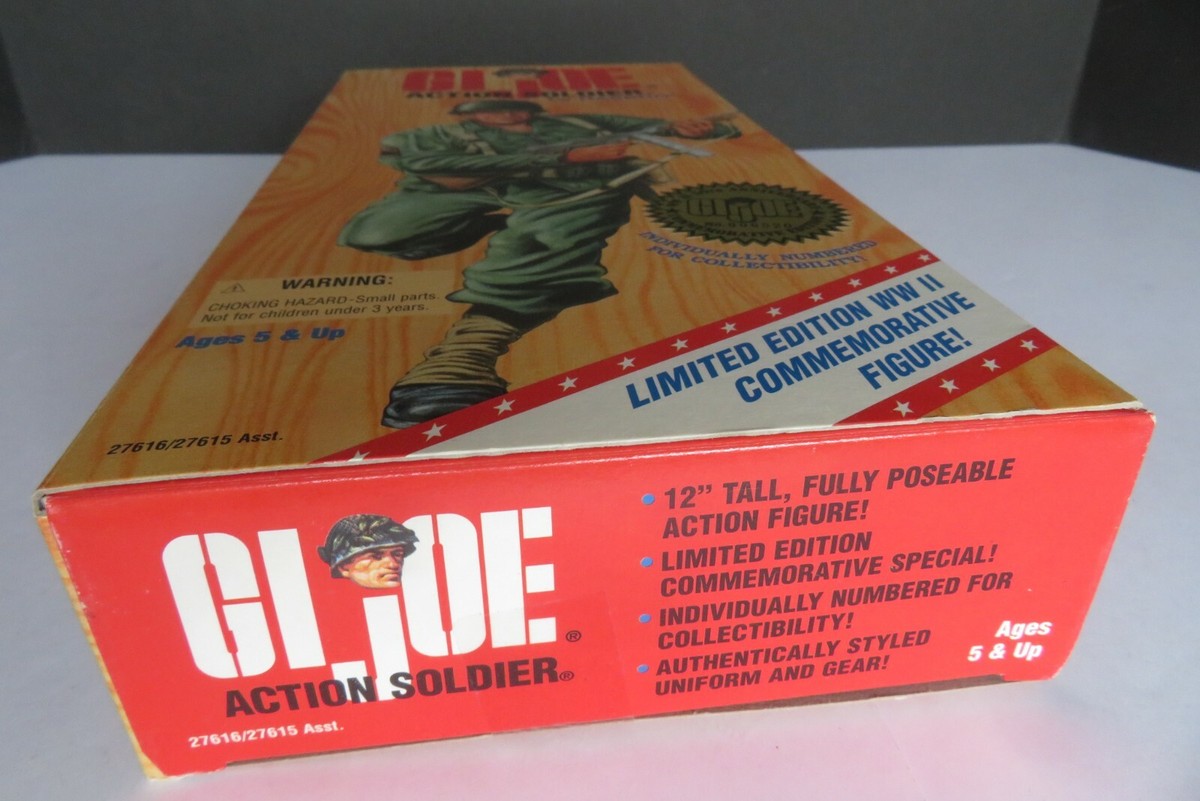 GI JOE®
ACTION SOLDIER
GI JOE
INDIVIDUALLY NUMBERED
FOR COLLECTIBILITY!
WARNING:
CHOKING HAZARD-Small parts.
Not for children under 3 years.
Ages 5 & Up
LIMITED EDITION WW II
COMMEMORATIVE
FIGURE!
27616/27615 Asst.
GI JOE®
ACTION SOLDIER®
27616/27615 Asst.
• 12” TALL, FULLY POSEABLE
ACTION FIGURE!
• LIMITED EDITION
COMMEMORATIVE SPECIAL!
• INDIVIDUALLY NUMBERED FOR
COLLECTIBILITY!
• AUTHENTICALLY STYLED
UNIFORM AND GEAR!
Ages
5 & Up